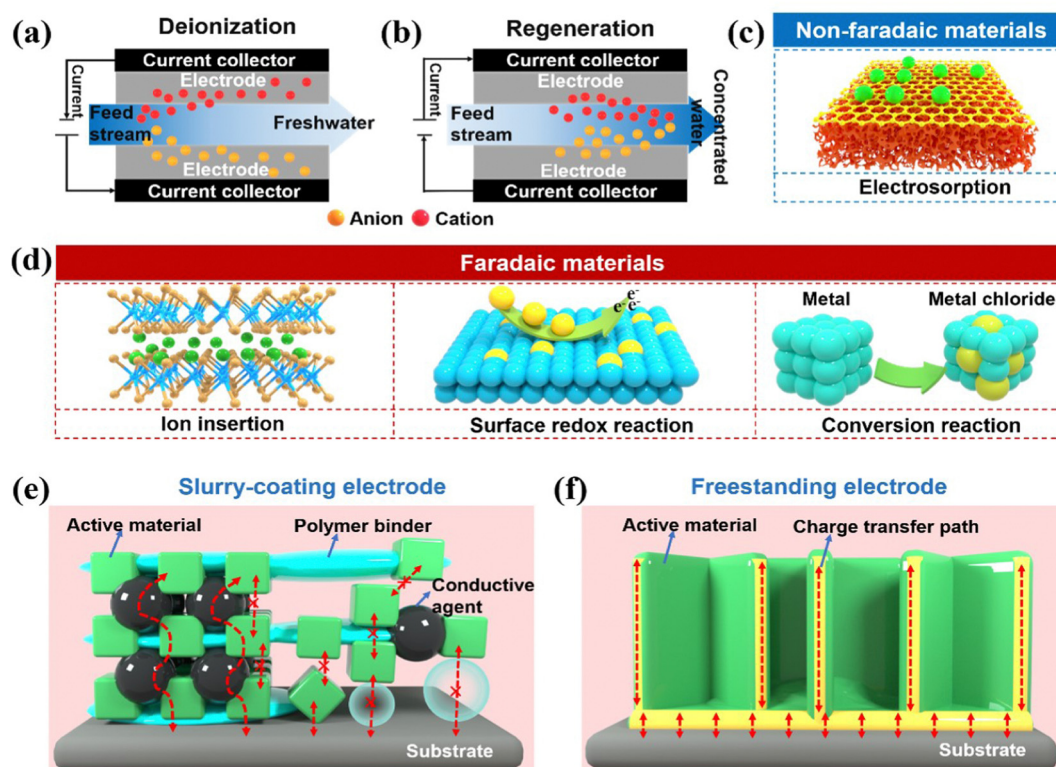 (a)
Deionization
Current collector
Electrode
Current
Feed
stream
Freshwater
Electrode
Current collector
(b)
Regeneration
Current collector
Electrode
Current
Feed
stream
Concentrated
water
Electrode
Current collector
Anion
Cation
(c)
Non-faradaic materials
Electrosorption
(d)
Faradaic materials
Ion insertion
e-
e-
e-
Surface redox reaction
Metal
Metal chloride
Conversion reaction
(e)
Slurry-coating electrode
Active material
Polymer binder
Conductive
agent
Substrate
(f)
Freestanding electrode
Active material
Charge transfer path
Substrate